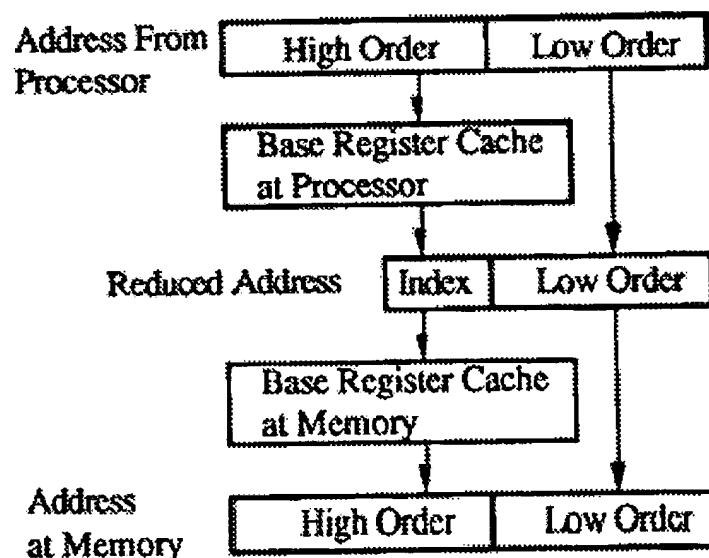 Address From
Processor
High Order
Low Order
Base Register Cache
at Processor
Reduced Address
Index
Low Order
Base Register Cache
at Memory
Address
at Memory
High Order
Low Order